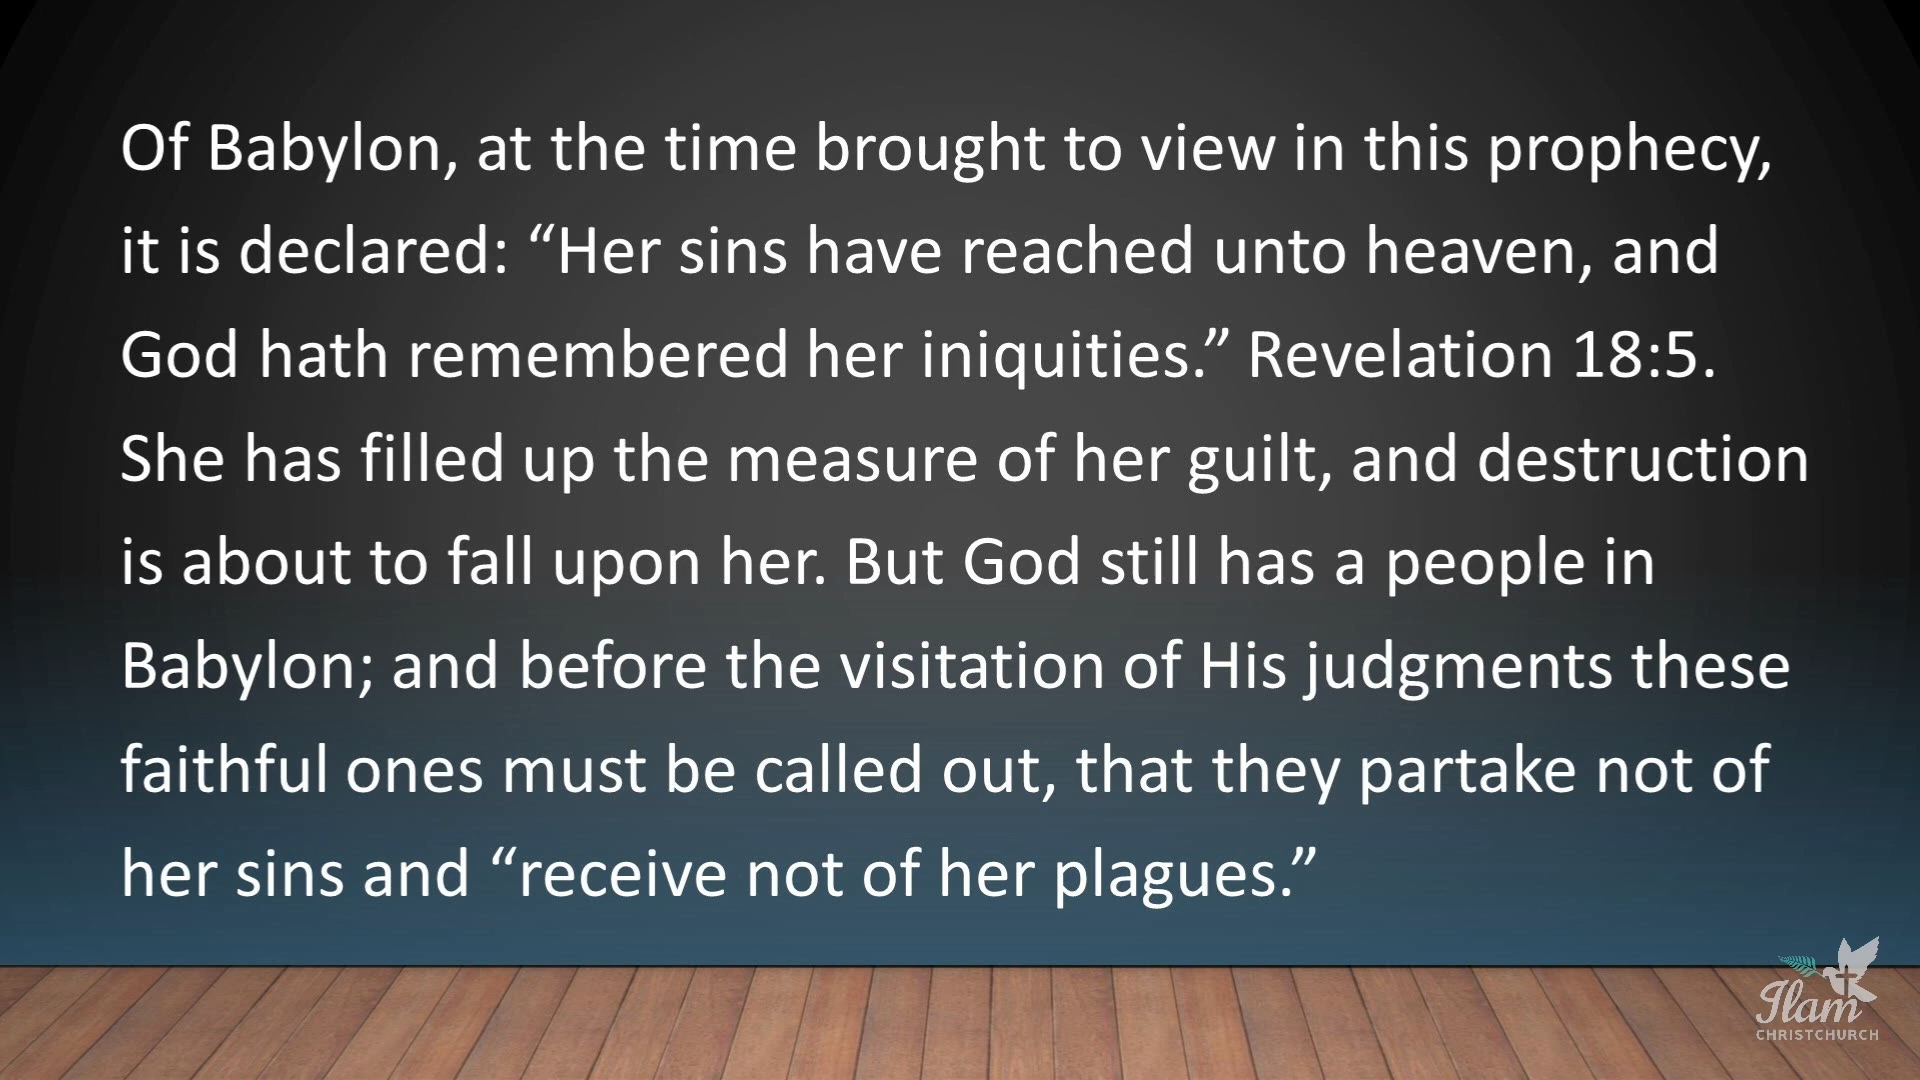 Of Babylon, at the time brought to view in this prophecy,
it is declared: “Her sins have reached unto heaven, and
God hath remembered her iniquities.” Revelation 18:5.
She has filled up the measure of her guilt, and destruction
is about to fall upon her. But God still has a people in
Babylon; and before the visitation of His judgments these
faithful ones must be called out, that they partake not of
her sins and “receive not of her plagues.”
Ilam
CHRISTCHURCH